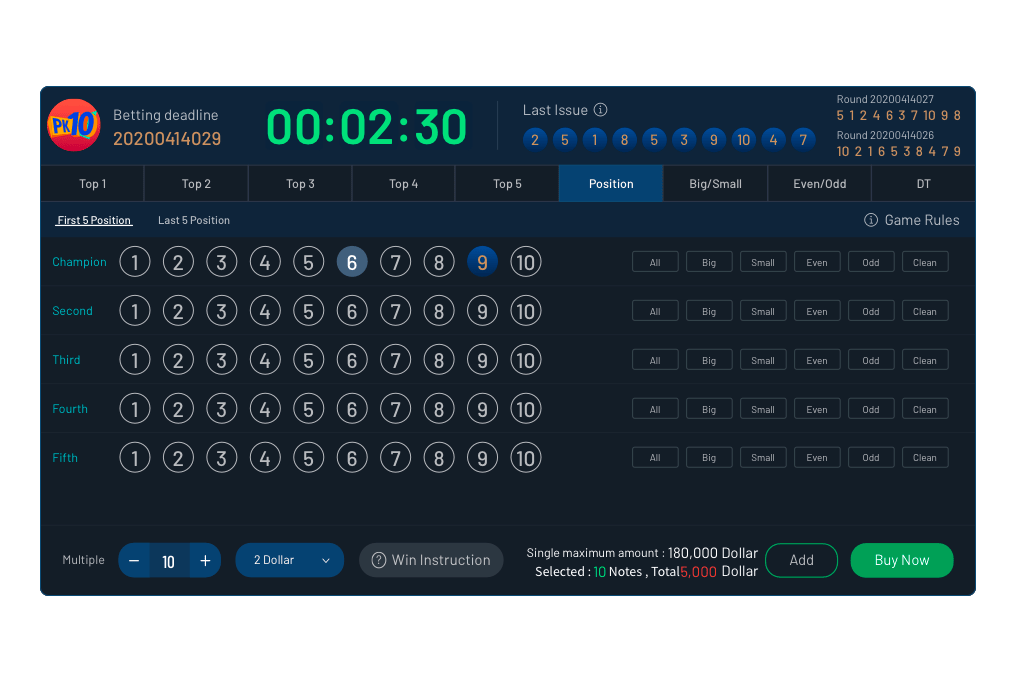 PK10
Betting deadline
20200414029
00:02:30
Last Issue
2 5 1 8 5 3 9 10 4 7
Round 20200414027
5 1 2 4 6 3 7 10 9 8
Round 20200414026
10 2 1 6 5 3 8 4 7 9
Top 1 Top 2 Top 3 Top 4 Top 5 Position Big/Small Even/Odd DT
First 5 Position Last 5 Position Game Rules
Champion 1 2 3 4 5 6 7 8 9 10 All Big Small Even Odd Clean
Second 1 2 3 4 5 6 7 8 9 10 All Big Small Even Odd Clean
Third 1 2 3 4 5 6 7 8 9 10 All Big Small Even Odd Clean
Fourth 1 2 3 4 5 6 7 8 9 10 All Big Small Even Odd Clean
Fifth 1 2 3 4 5 6 7 8 9 10 All Big Small Even Odd Clean
Multiple − 10 + 2 Dollar ? Win Instruction
Single maximum amount : 180,000 Dollar
Selected : 10 Notes , Total5,000 Dollar
Add Buy Now